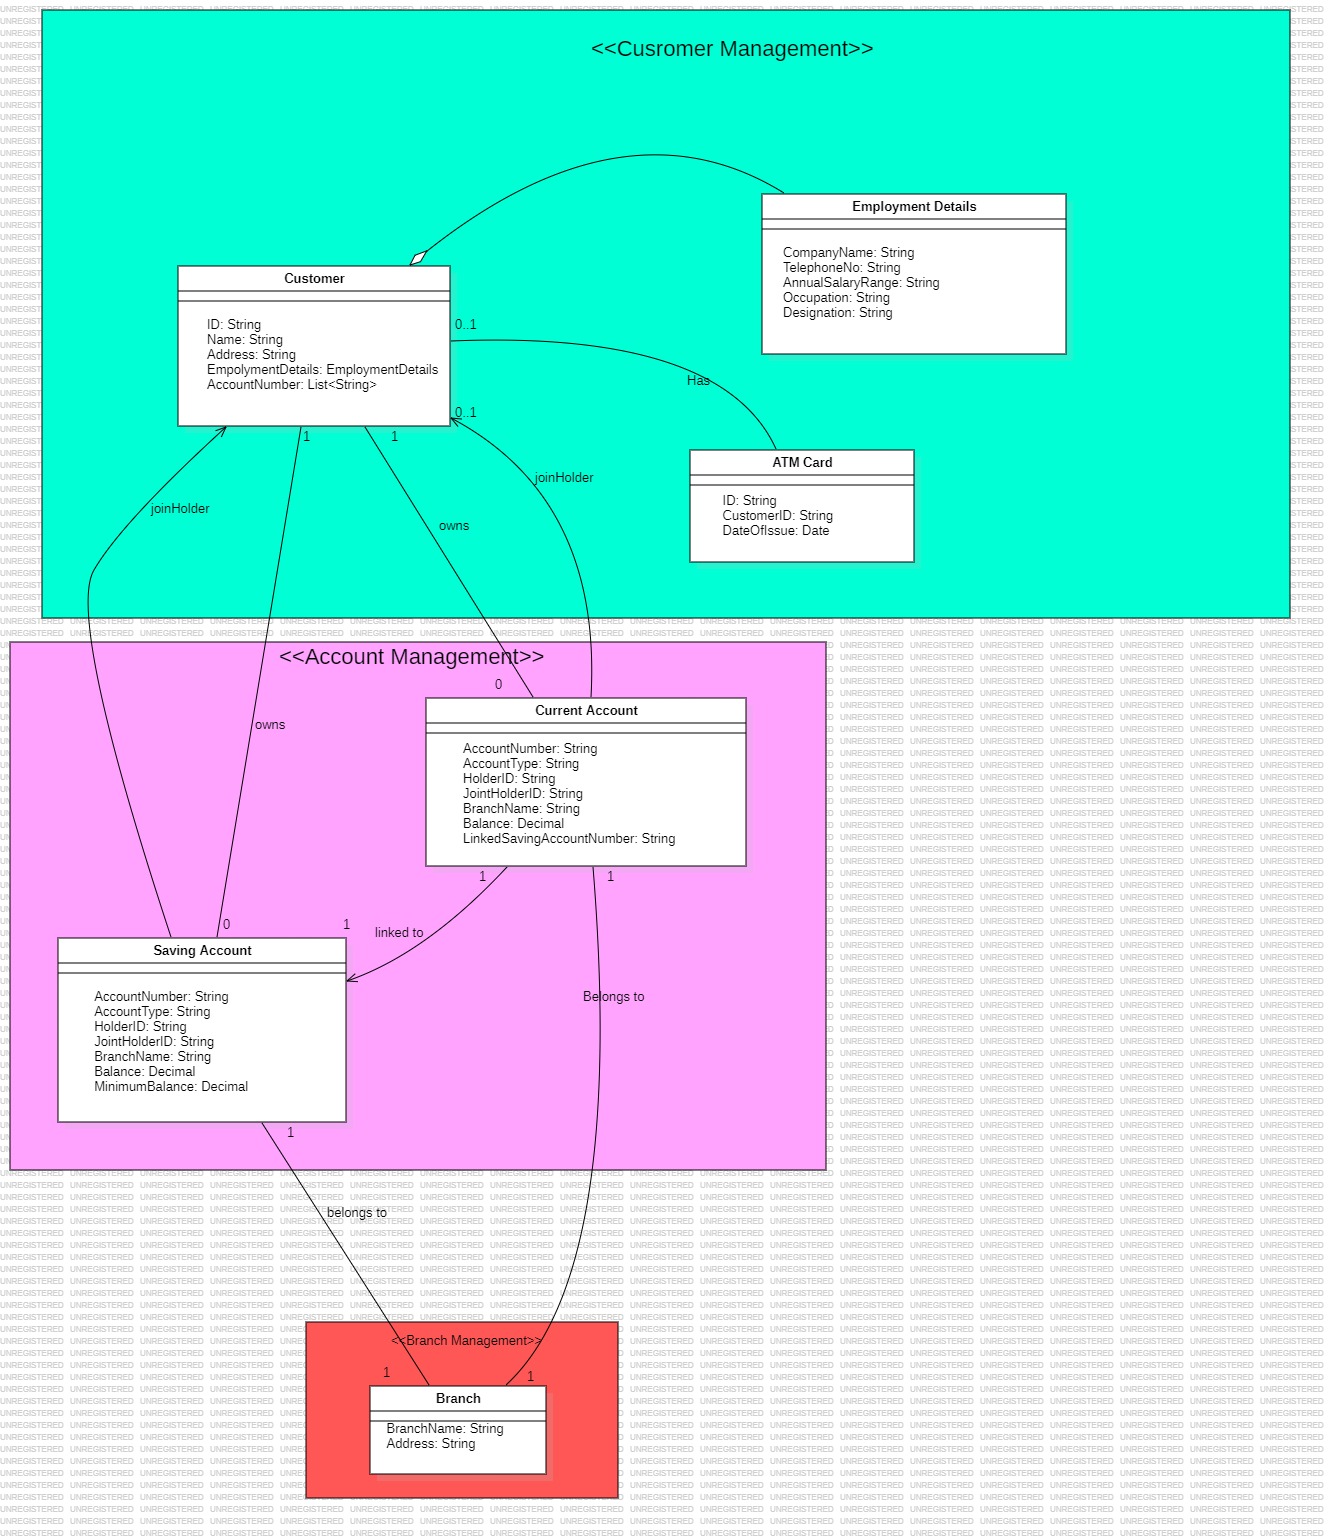 <<Cusromer Management>>
Employment Details
CompanyName: String
TelephoneNo: String
AnnualSalaryRange: String
Occupation: String
Designation: String
Customer
ID: String
Name: String
Address: String
EmpolymentDetails: EmploymentDetails
AccountNumber: List<String>
0..1
Has
0..1
1
1
joinHolder
joinHolder
owns
ATM Card
ID: String
CustomerID: String
DateOfIssue: Date
<<Account Management>>
0
owns
Current Account
AccountNumber: String
AccountType: String
HolderID: String
JointHolderID: String
BranchName: String
Balance: Decimal
LinkedSavingAccountNumber: String
1
1
0
1
linked to
Saving Account
AccountNumber: String
AccountType: String
HolderID: String
JointHolderID: String
BranchName: String
Balance: Decimal
MinimumBalance: Decimal
Belongs to
1
belongs to
<<Branch Management>>
1
1
Branch
BranchName: String
Address: String
UNREGISTERED